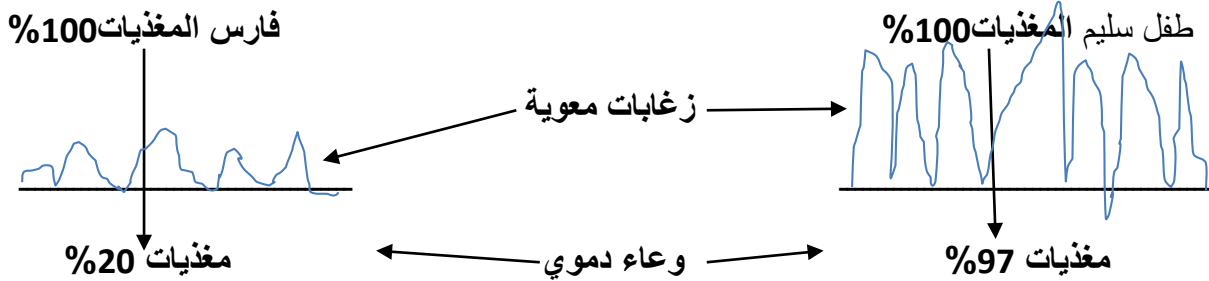 طفل سليم المغذيات100%
فارس المغذيات100%
زغابات معوية
وعاء دموي
مغذيات 97%
مغذيات 20%